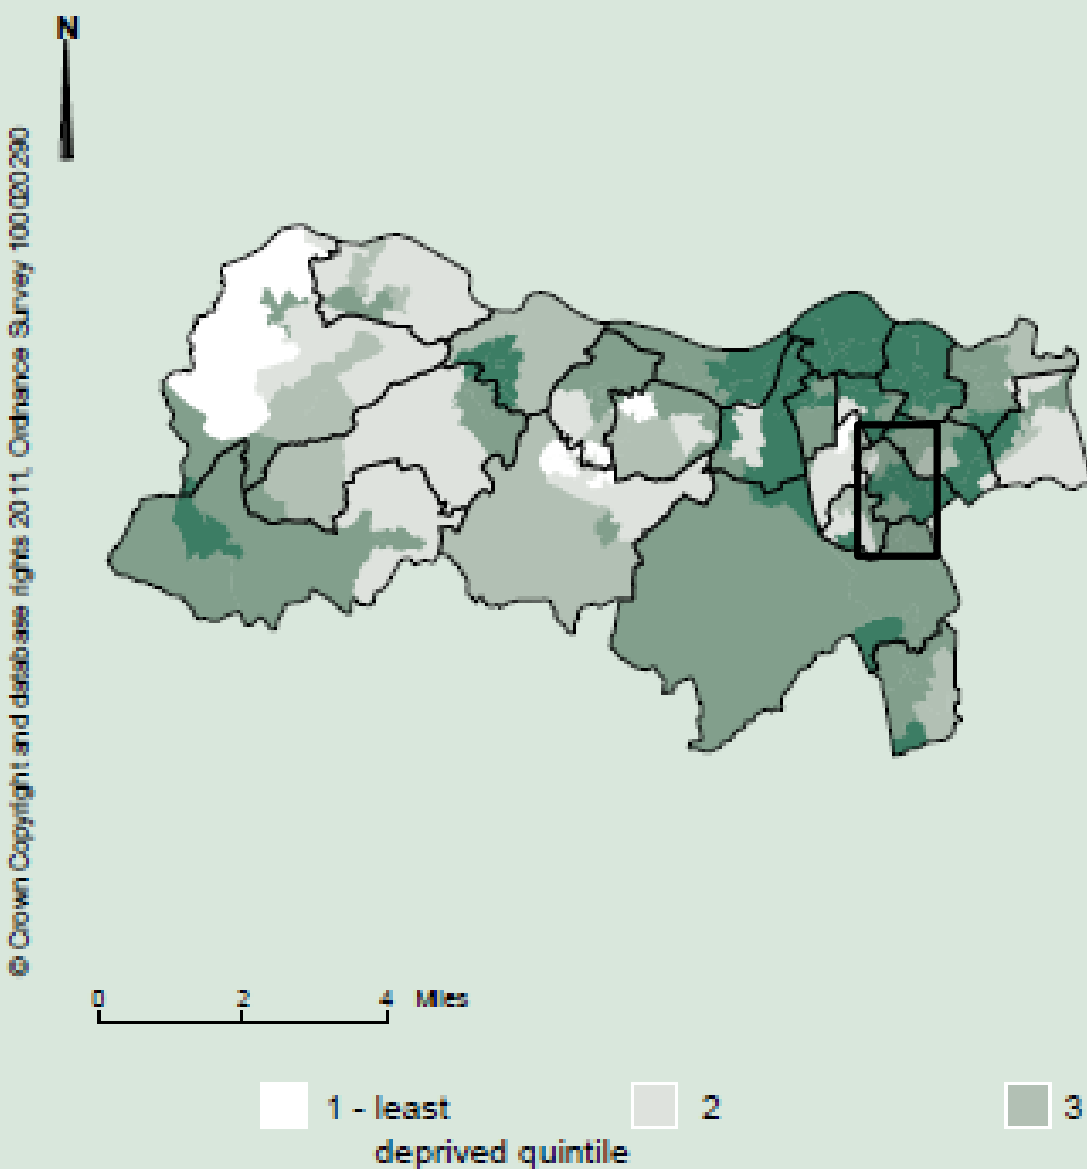 N
© Crown Copyright and database rights 2011, Ordnance Survey 100020290
0 2 4 Miles
1 - least 2 3
deprived quintile